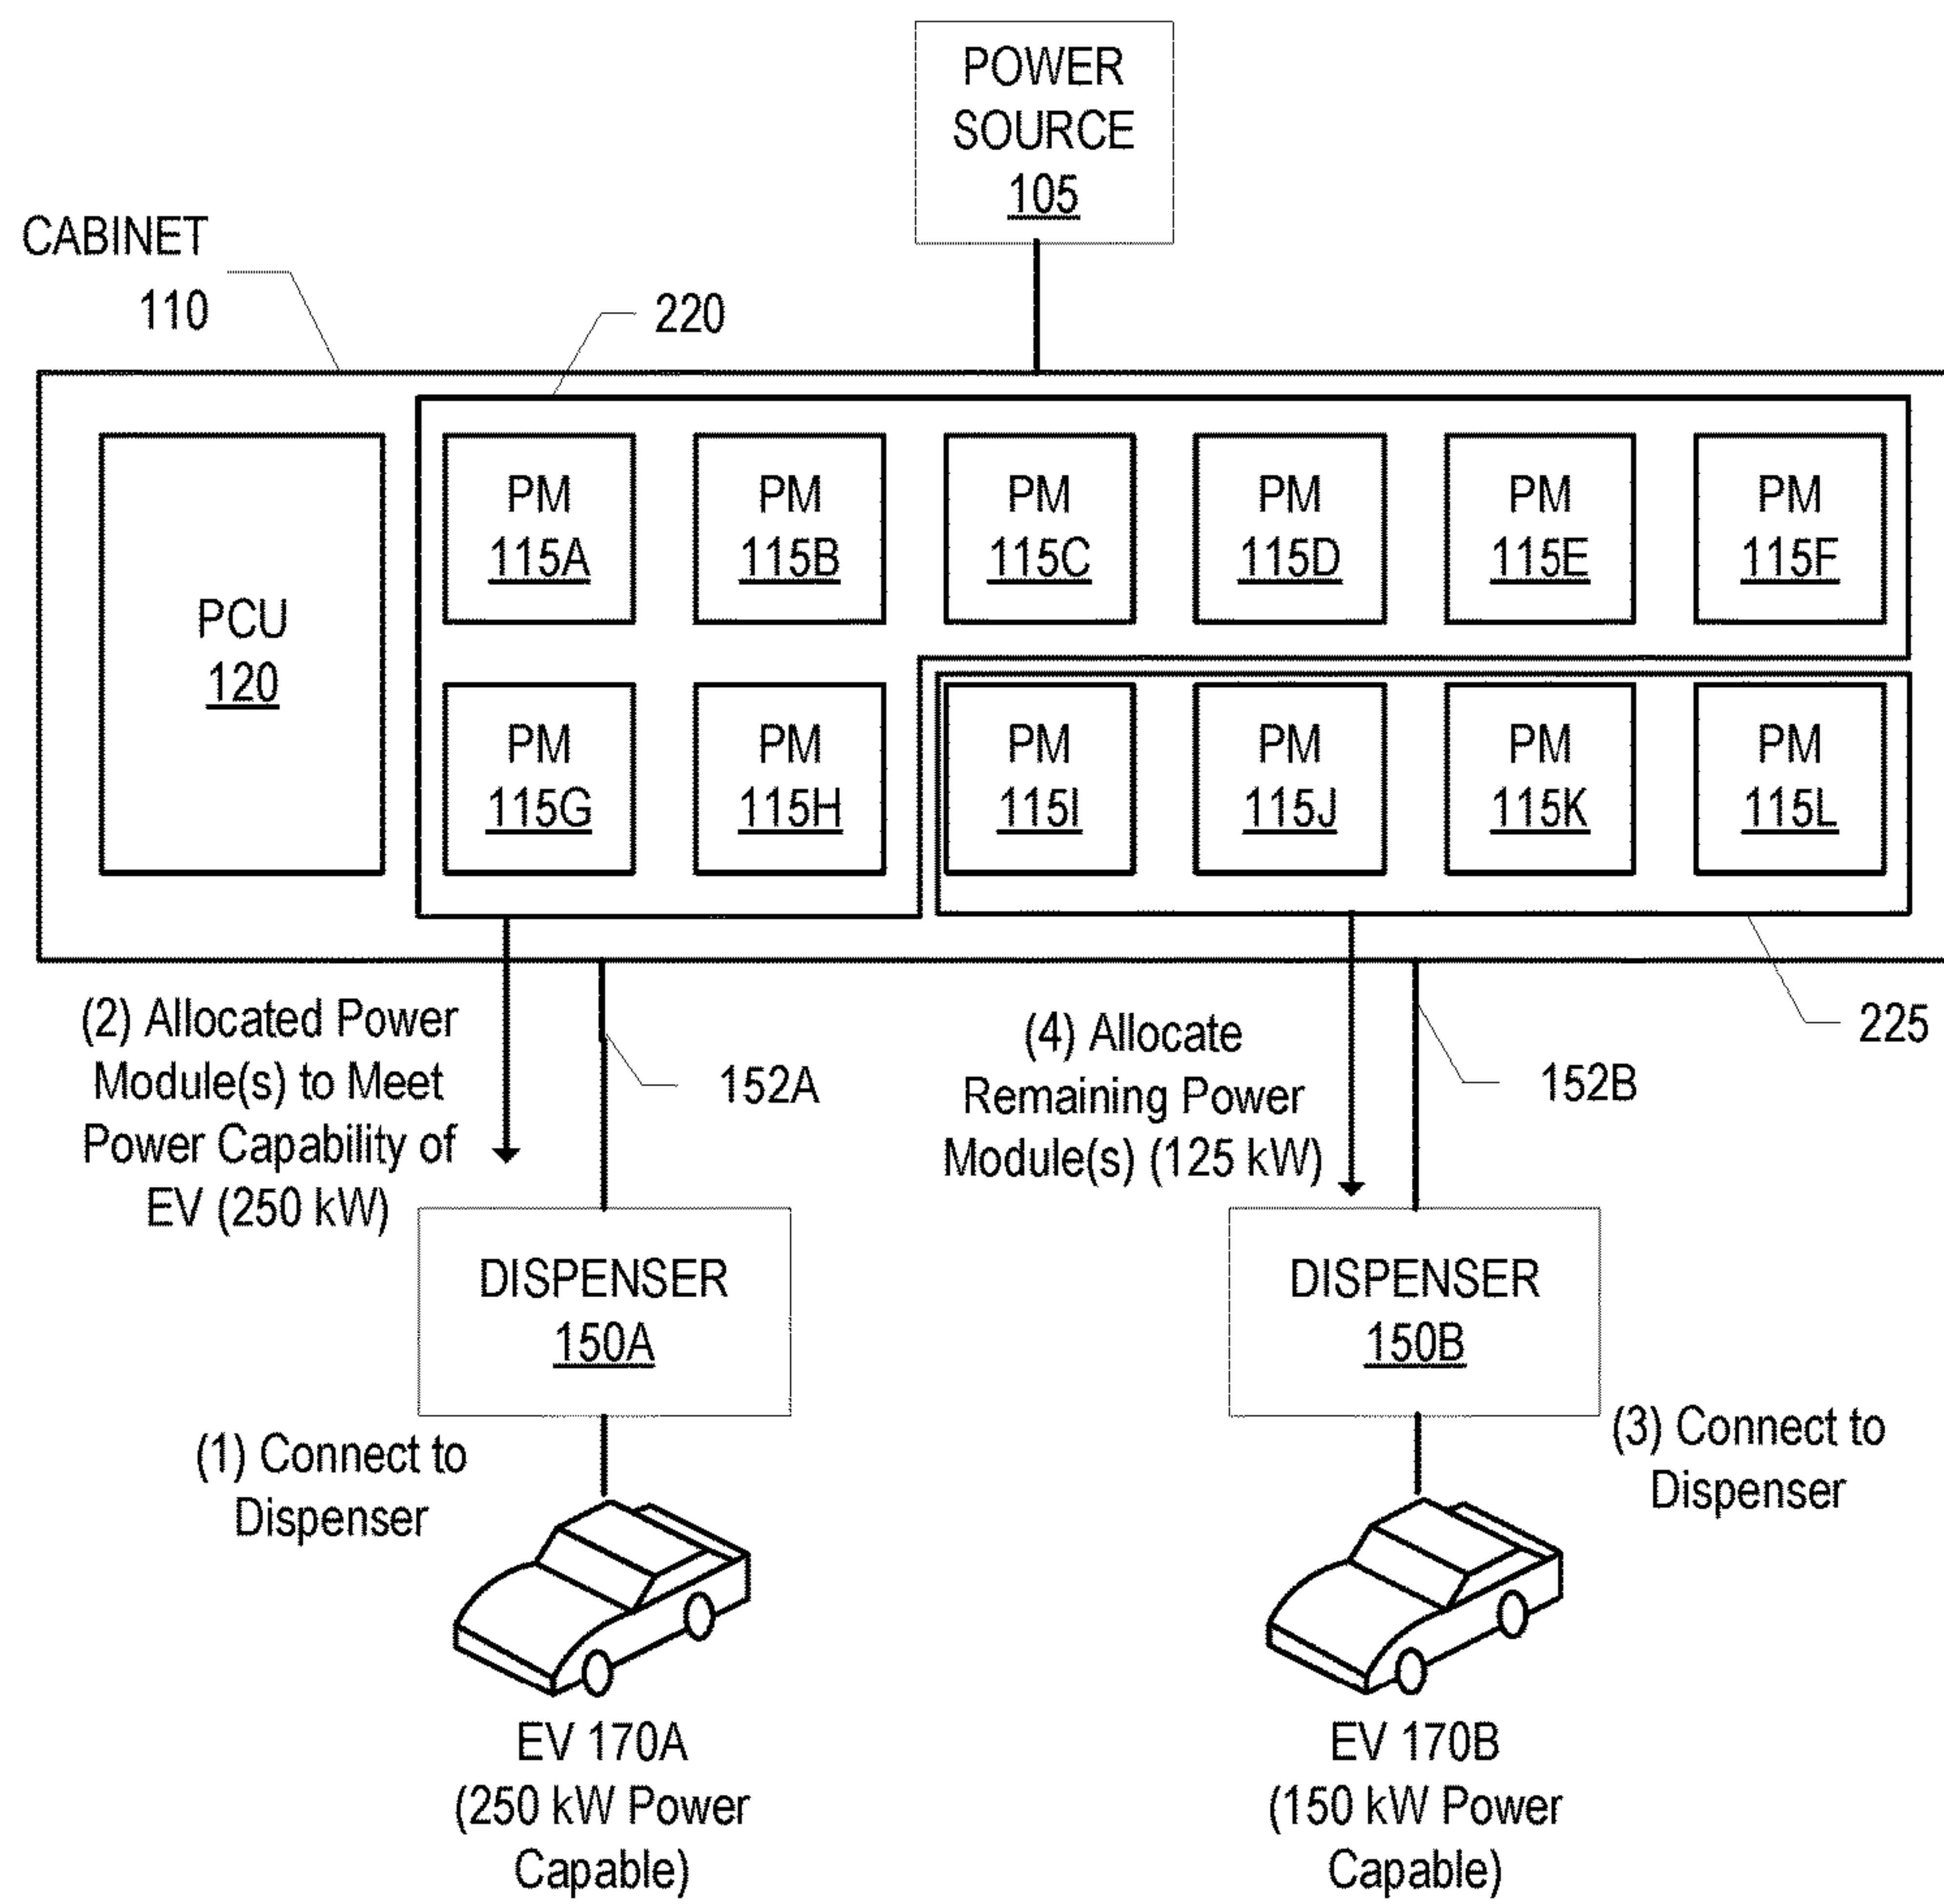 POWER
SOURCE
105
CABINET
110
220
PCU
120
PM
115A
PM
115B
PM
115C
PM
115D
PM
115E
PM
115F
PM
115G
PM
115H
PM
115I
PM
115J
PM
115K
PM
115L
(2) Allocated Power
Module(s) to Meet
Power Capability of
EV (250 kW)
152A
(4) Allocate
Remaining Power
Module(s) (125 kW)
152B
225
DISPENSER
150A
DISPENSER
150B
(1) Connect to
Dispenser
(3) Connect to
Dispenser
EV 170A
(250 kW Power
Capable)
EV 170B
(150 kW Power
Capable)